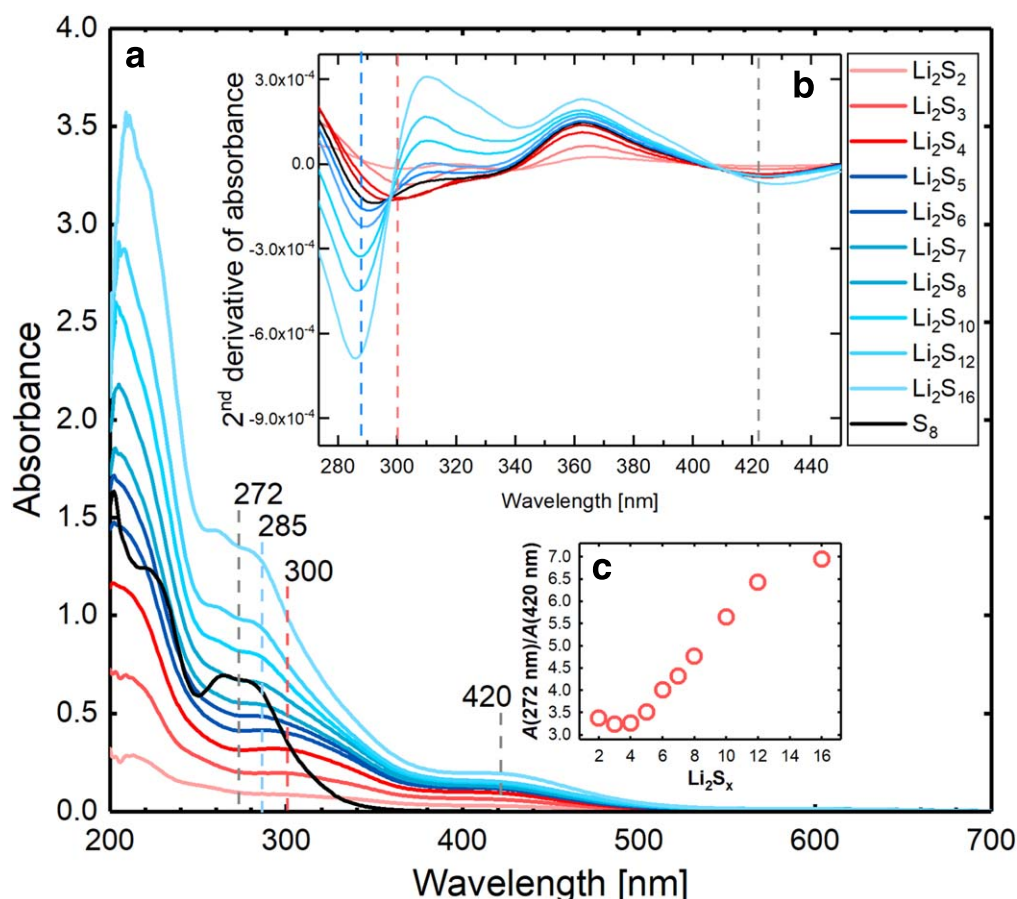 a
4.0
3.5
3.0
2.5
2.0
1.5
1.0
0.5
0.0
Absorbance
200 300 400 500 600 700
Wavelength [nm]
272
285
300
420
b
3.0x10⁻⁴
0.0
-3.0x10⁻⁴
-6.0x10⁻⁴
-9.0x10⁻⁴
2ⁿᵈ derivative of absorbance
280 300 320 340 360 380 400 420 440
Wavelength [nm]
Li₂S₂
Li₂S₃
Li₂S₄
Li₂S₅
Li₂S₆
Li₂S₇
Li₂S₈
Li₂S₁₀
Li₂S₁₂
Li₂S₁₆
S₈
c
7.0
6.5
6.0
5.5
5.0
4.5
4.0
3.5
3.0
A(272 nm)/A(420 nm)
2 4 6 8 10 12 14 16
Li₂Sₓ